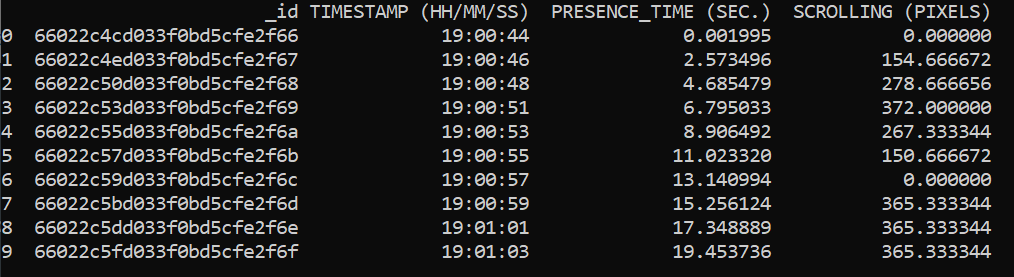 _id TIMESTAMP (HH/MM/SS) PRESENCE_TIME (SEC.) SCROLLING (PIXELS)
0 66022c4cd033f0bd5cfe2f66 19:00:44 0.001995 0.000000
1 66022c4ed033f0bd5cfe2f67 19:00:46 2.573496 154.666672
2 66022c50d033f0bd5cfe2f68 19:00:48 4.685479 278.666656
3 66022c53d033f0bd5cfe2f69 19:00:51 6.795033 372.000000
4 66022c55d033f0bd5cfe2f6a 19:00:53 8.906492 267.333344
5 66022c57d033f0bd5cfe2f6b 19:00:55 11.023320 150.666672
6 66022c59d033f0bd5cfe2f6c 19:00:57 13.140994 0.000000
7 66022c5bd033f0bd5cfe2f6d 19:00:59 15.256124 365.333344
8 66022c5dd033f0bd5cfe2f6e 19:01:01 17.348889 365.333344
9 66022c5fd033f0bd5cfe2f6f 19:01:03 19.453736 365.333344